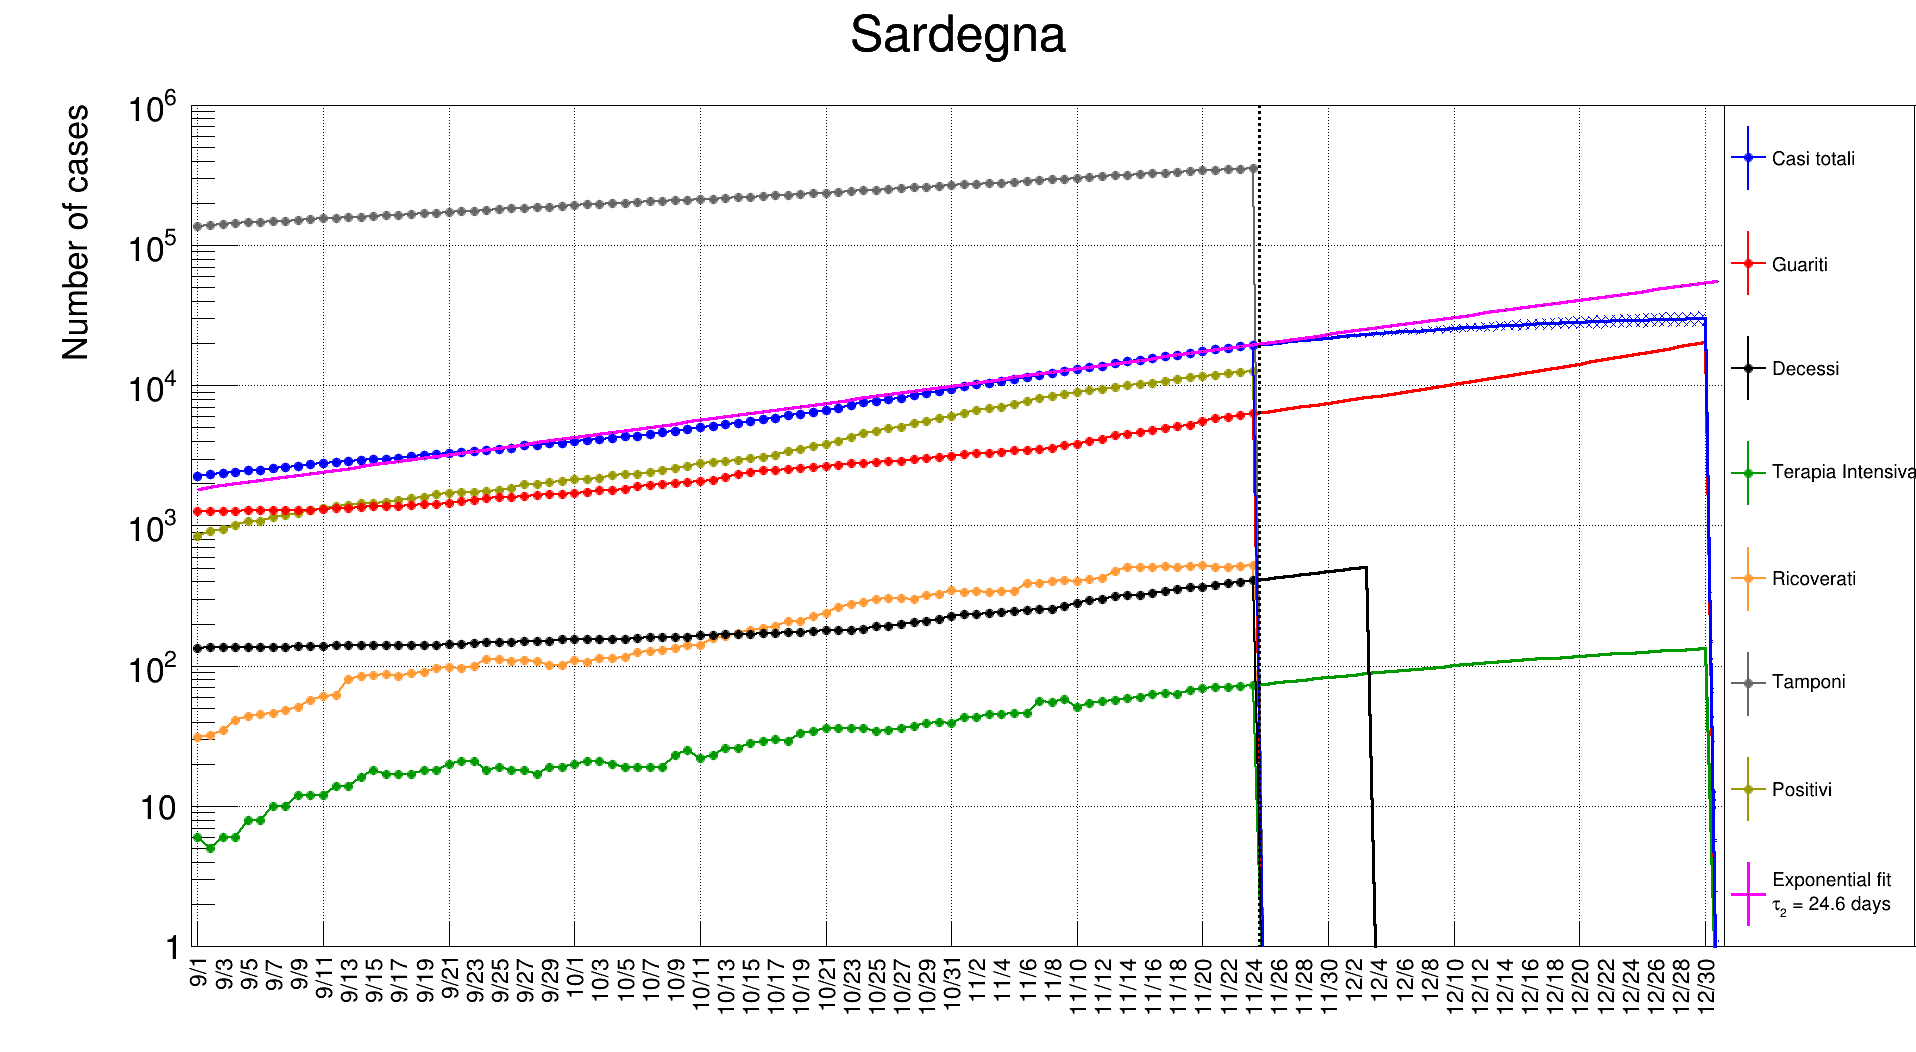 Sardegna
Number of cases
10^6
10^5
10^4
10^3
10^2
10
1
9/1 9/3 9/5 9/7 9/9 9/11 9/13 9/15 9/17 9/19 9/21 9/23 9/25 9/27 9/29 10/1 10/3 10/5 10/7 10/9 10/11 10/13 10/15 10/17 10/19 10/21 10/23 10/25 10/27 10/29 10/31 11/2 11/4 11/6 11/8 11/10 11/12 11/14 11/16 11/18 11/20 11/22 11/24 11/26 11/28 11/30 12/2 12/4 12/6 12/8 12/10 12/12 12/14 12/16 12/18 12/20 12/22 12/24 12/26 12/28 12/30
Casi totali
Guariti
Decessi
Terapia Intensiva
Ricoverati
Tamponi
Positivi
Exponential fit
τ₂ = 24.6 days